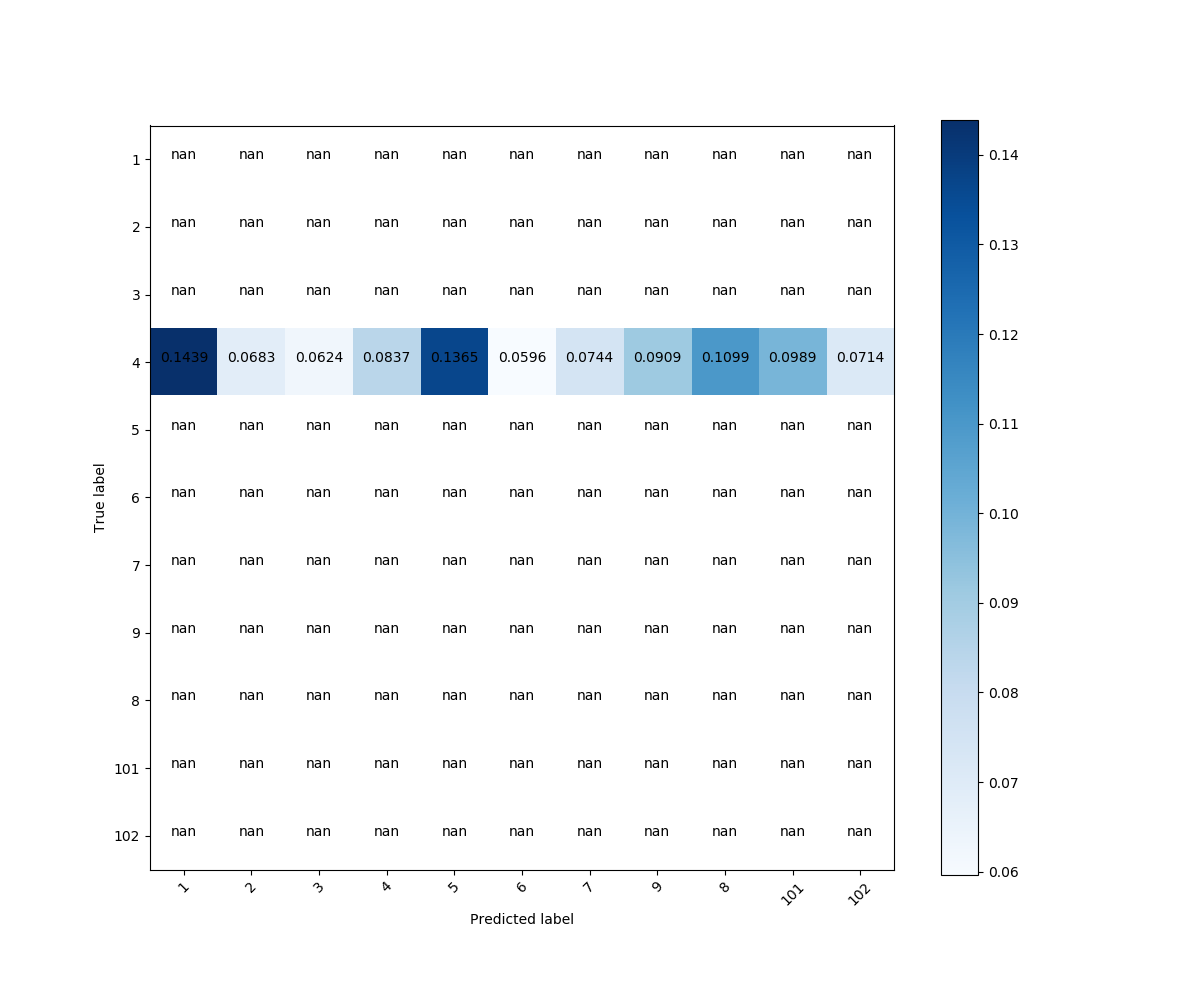 1 nan nan nan nan nan nan nan nan nan nan nan
2 nan nan nan nan nan nan nan nan nan nan nan
3 nan nan nan nan nan nan nan nan nan nan nan
4 0.1439 0.0683 0.0624 0.0837 0.1365 0.0596 0.0744 0.0909 0.1099 0.0989 0.0714
5 nan nan nan nan nan nan nan nan nan nan nan
6 nan nan nan nan nan nan nan nan nan nan nan
7 nan nan nan nan nan nan nan nan nan nan nan
9 nan nan nan nan nan nan nan nan nan nan nan
8 nan nan nan nan nan nan nan nan nan nan nan
101 nan nan nan nan nan nan nan nan nan nan nan
102 nan nan nan nan nan nan nan nan nan nan nan
1 2 3 4 5 6 7 9 8 101 102
True label
Predicted label
0.14
0.13
0.12
0.11
0.10
0.09
0.08
0.07
0.06